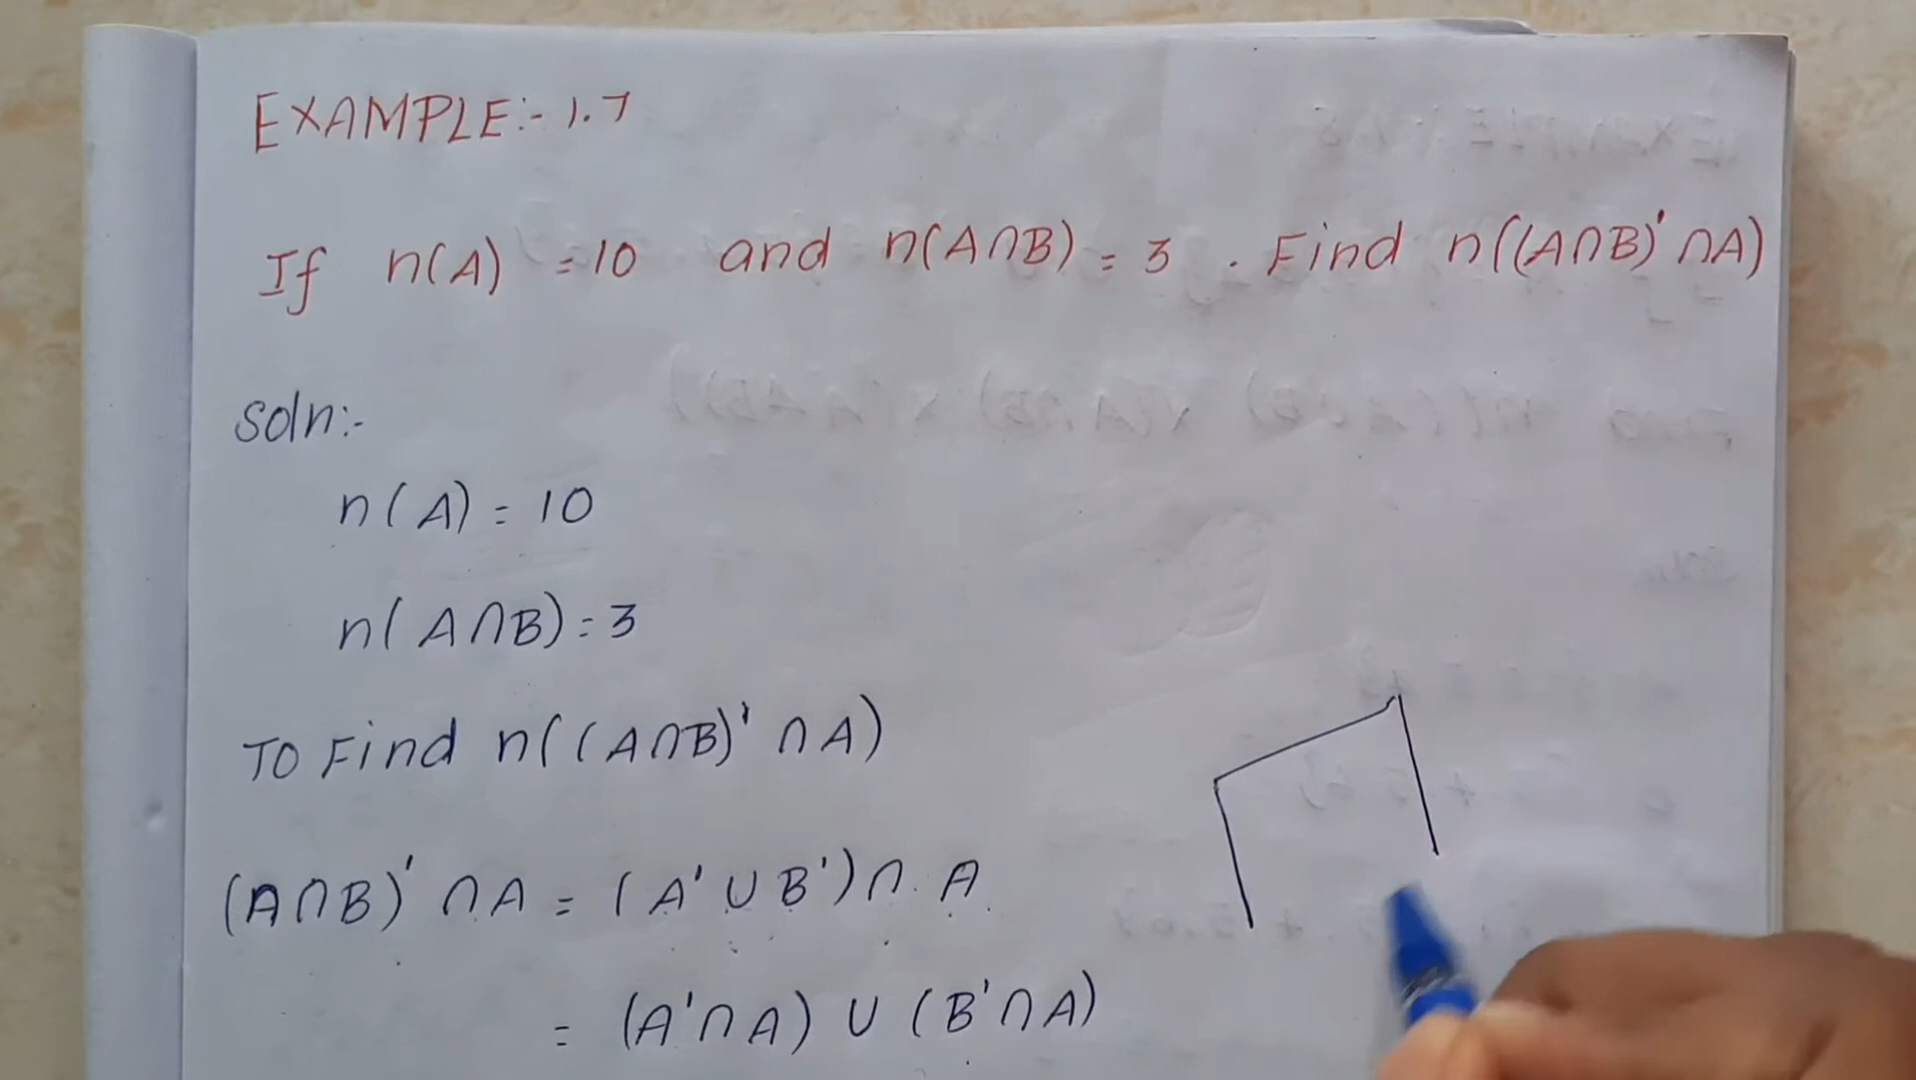 EXAMPLE:- 1.7
If n(A) = 10 and n(A∩B) = 3 . Find n((A∩B)' ∩A)
Soln:-
n(A) = 10
n(A∩B) = 3
TO Find n((A∩B)' ∩A)
(A∩B)' ∩A = (A'∪B')∩ A
= (A'∩A) ∪ (B'∩A)